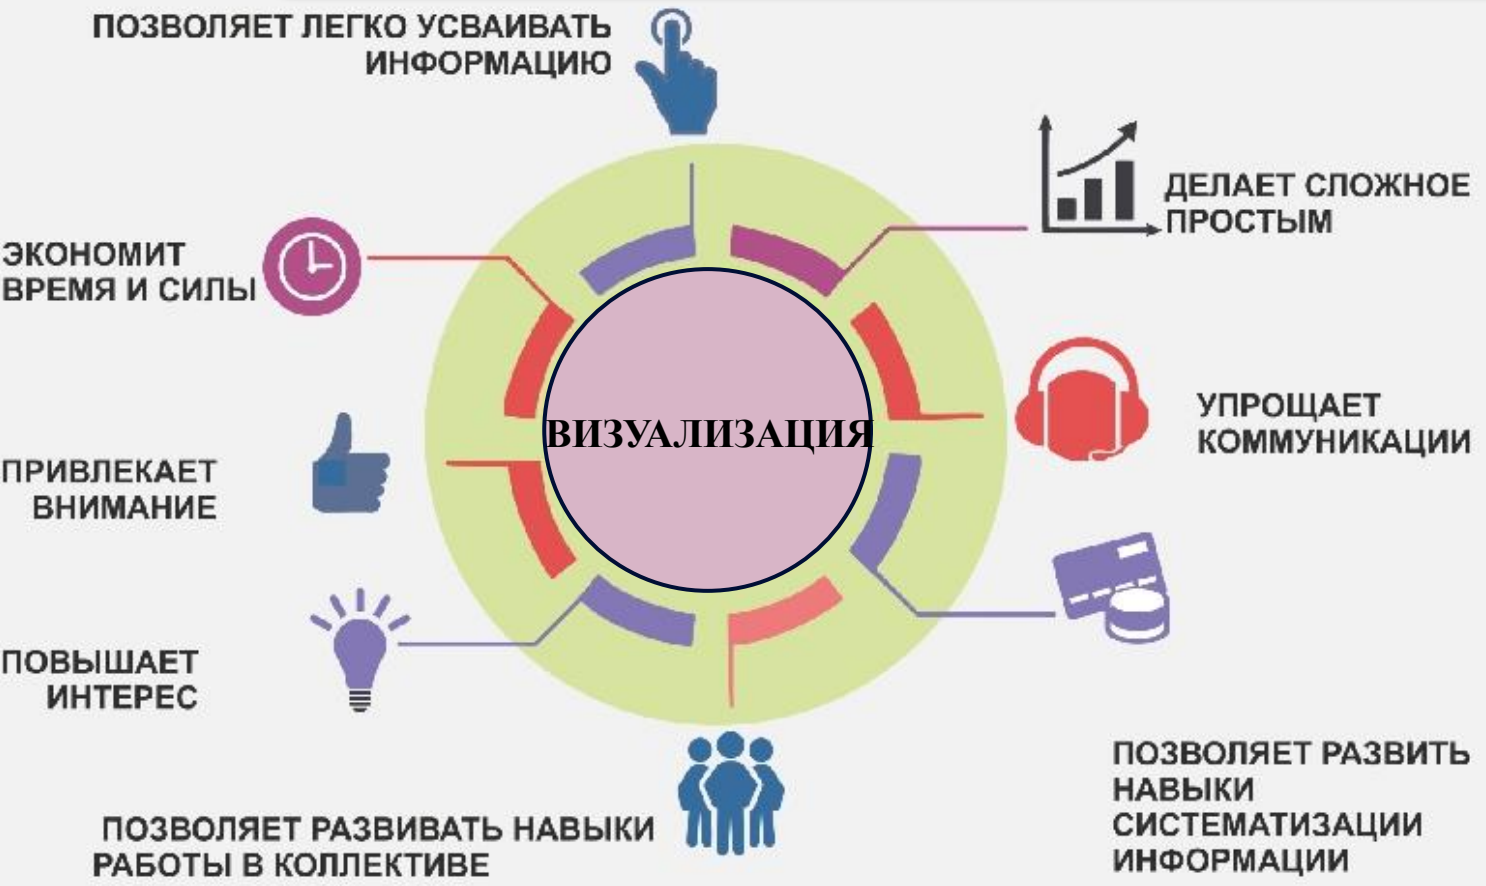 ПОЗВОЛЯЕТ ЛЕГКО УСВАИВАТЬ
ИНФОРМАЦИЮ
ДЕЛАЕТ СЛОЖНОЕ
ПРОСТЫМ
ЭКОНОМИТ
ВРЕМЯ И СИЛЫ
УПРОЩАЕТ
КОММУНИКАЦИИ
ВИЗУАЛИЗАЦИЯ
ПРИВЛЕКАЕТ
ВНИМАНИЕ
ПОВЫШАЕТ
ИНТЕРЕС
ПОЗВОЛЯЕТ РАЗВИТЬ
НАВЫКИ
СИСТЕМАТИЗАЦИИ
ИНФОРМАЦИИ
ПОЗВОЛЯЕТ РАЗВИВАТЬ НАВЫКИ
РАБОТЫ В КОЛЛЕКТИВЕ